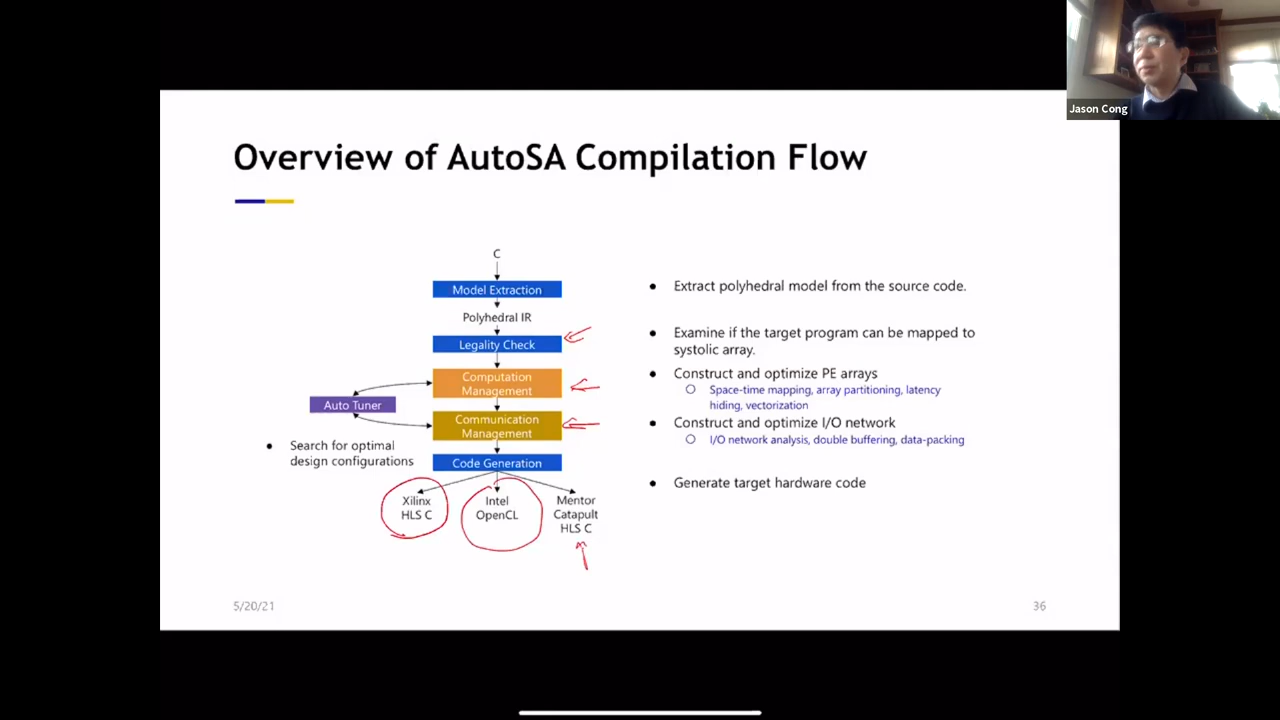 Jason Cong
Overview of AutoSA Compilation Flow
C
Model Extraction
Polyhedral IR
Legality Check
Computation
Management
Auto Tuner
Communication
Management
• Search for optimal
design configurations
Code Generation
Xilinx
HLS C
Intel
OpenCL
Mentor
Catapult
HLS C
• Extract polyhedral model from the source code.
• Examine if the target program can be mapped to
systolic array.
• Construct and optimize PE arrays
○ Space-time mapping, array partitioning, latency
hiding, vectorization
• Construct and optimize I/O network
○ I/O network analysis, double buffering, data-packing
• Generate target hardware code
5/20/21
36